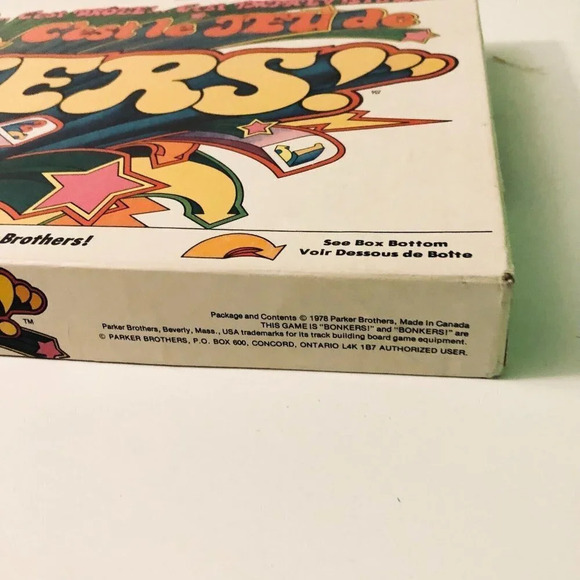 C'est le JEU de
ERS!
Brothers!
See Box Bottom
Voir Dessous de Boîte
TM
Package and Contents © 1978 Parker Brothers, Made in Canada
THIS GAME IS "BONKERS!" and "BONKERS!" are
Parker Brothers, Beverly, Mass., USA trademarks for its track building board game equipment.
© PARKER BROTHERS, P.O. BOX 600, CONCORD, ONTARIO L4K 1B7 AUTHORIZED USER.